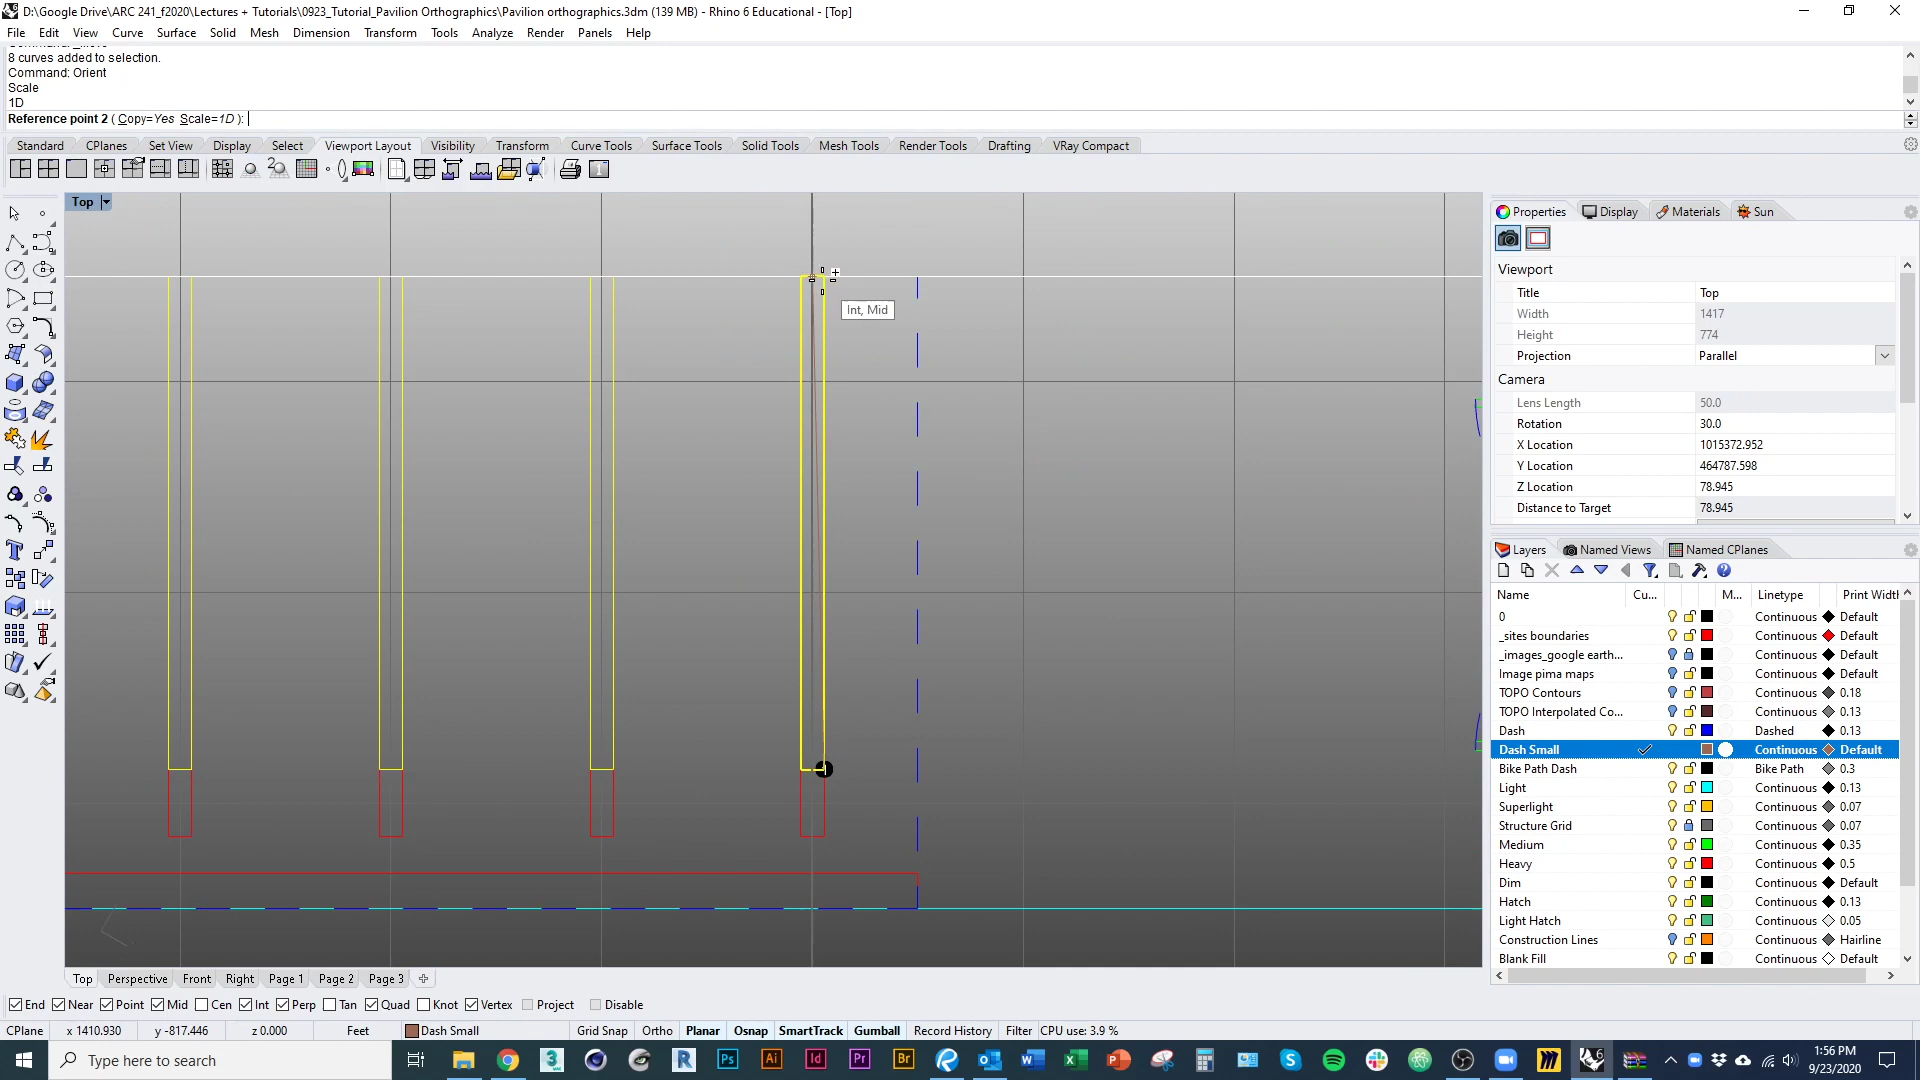 D:\Google Drive\ARC 241_f2020\Lectures + Tutorials\0923_Tutorial_Pavilion Orthographics\Pavilion orthographics.3dm (139 MB) - Rhino 6 Educational - [Top]
File Edit View Curve Surface Solid Mesh Dimension Transform Tools Analyze Render Panels Help
8 curves added to selection.
Command: Orient
Scale
1D
Reference point 2 ( Copy=Yes Scale=1D ):
Standard CPlanes Set View Display Select Viewport Layout Visibility Transform Curve Tools Surface Tools Solid Tools Mesh Tools Render Tools Drafting VRay Compact
Top
Int, Mid
Properties Display Materials Sun
Viewport
Title Top
Width 1417
Height 774
Projection Parallel
Camera
Lens Length 50.0
Rotation 30.0
X Location 1015372.952
Y Location 464787.598
Z Location 78.945
Distance to Target 78.945
Layers Named Views Named CPlanes
Name Cu... M... Linetype Print Width
0 Continuous Default
_sites boundaries Continuous Default
_images_google earth... Continuous Default
Image pima maps Continuous Default
TOPO Contours Continuous 0.18
TOPO Interpolated Co... Continuous 0.13
Dash Dashed 0.13
Dash Small Continuous Default
Bike Path Dash Bike Path 0.3
Light Continuous 0.13
Superlight Continuous 0.07
Structure Grid Continuous 0.07
Medium Continuous 0.35
Heavy Continuous 0.5
Dim Continuous Default
Hatch Continuous 0.13
Light Hatch Continuous 0.05
Construction Lines Continuous Hairline
Blank Fill Continuous Default
Top Perspective Front Right Page 1 Page 2 Page 3
End Near Point Mid Cen Int Perp Tan Quad Knot Vertex Project Disable
CPlane x 1410.930 y -817.446 z 0.000 Feet Dash Small Grid Snap Ortho Planar Osnap SmartTrack Gumball Record History Filter CPU use: 3.9 %
Type here to search
1:56 PM
9/23/2020